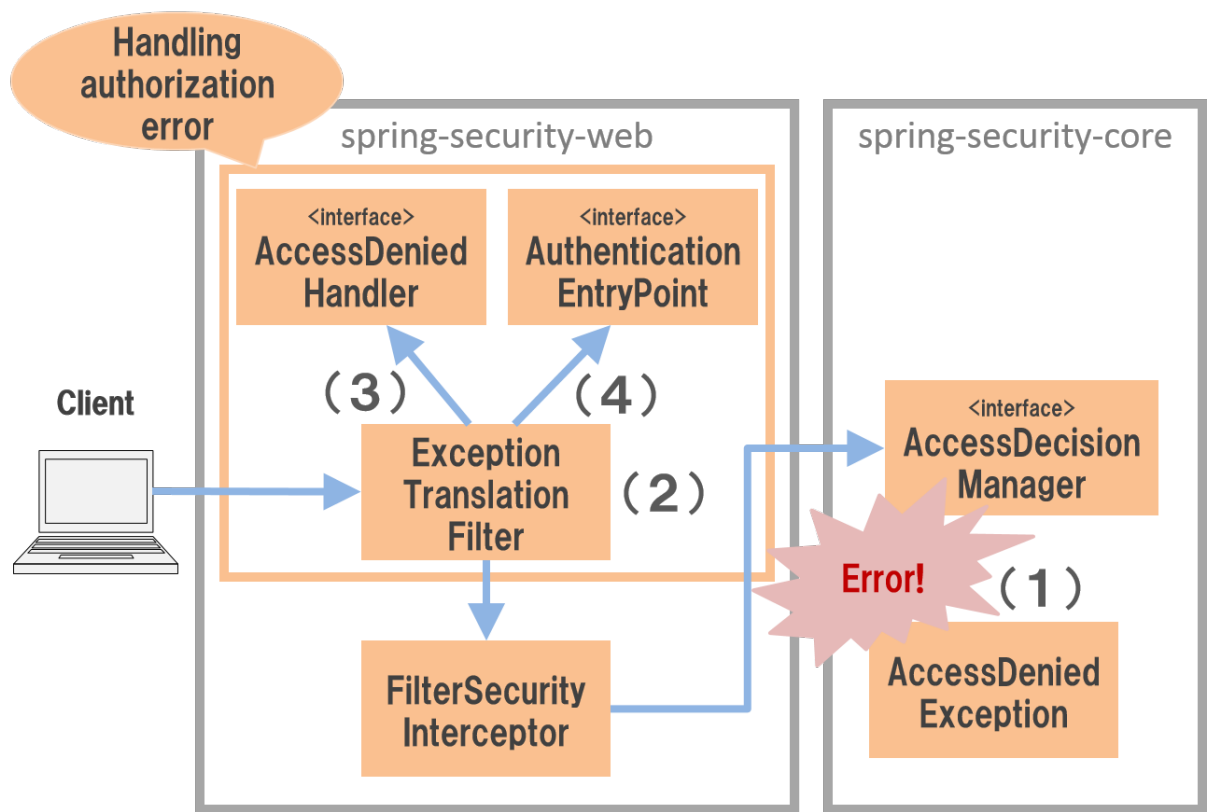 Handling
authorization
error
spring-security-web
spring-security-core
<interface>
AccessDenied
Handler
<interface>
Authentication
EntryPoint
（3）
（4）
Client
Exception
Translation
Filter
（2）
<interface>
AccessDecision
Manager
Error!
（1）
FilterSecurity
Interceptor
AccessDenied
Exception